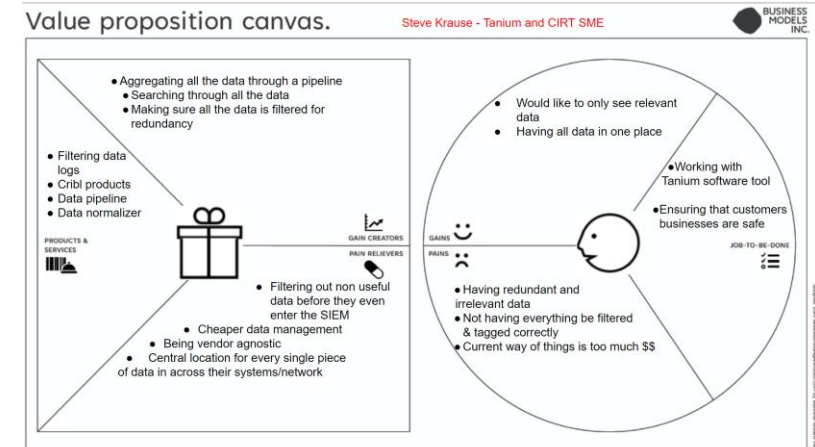 Value proposition canvas.
Steve Krause - Tanium and CIRT SME
BUSINESS
MODELS
INC.
● Aggregating all the data through a pipeline
● Searching through all the data
● Making sure all the data is filtered for
redundancy
● Filtering data
logs
● Cribl products
● Data pipeline
● Data normalizer
PRODUCTS &
SERVICES
GAIN CREATORS
PAIN RELIEVERS
● Filtering out non useful
data before they even
enter the SIEM
● Cheaper data management
● Being vendor agnostic
● Central location for every single piece
of data in across their systems/network
● Would like to only see relevant
data
● Having all data in one place
GAINS
PAINS
● Having redundant and
irrelevant data
● Not having everything be filtered
& tagged correctly
● Current way of things is too much $$
● Working with
Tanium software tool
● Ensuring that customers
businesses are safe
JOB-TO-BE-DONE